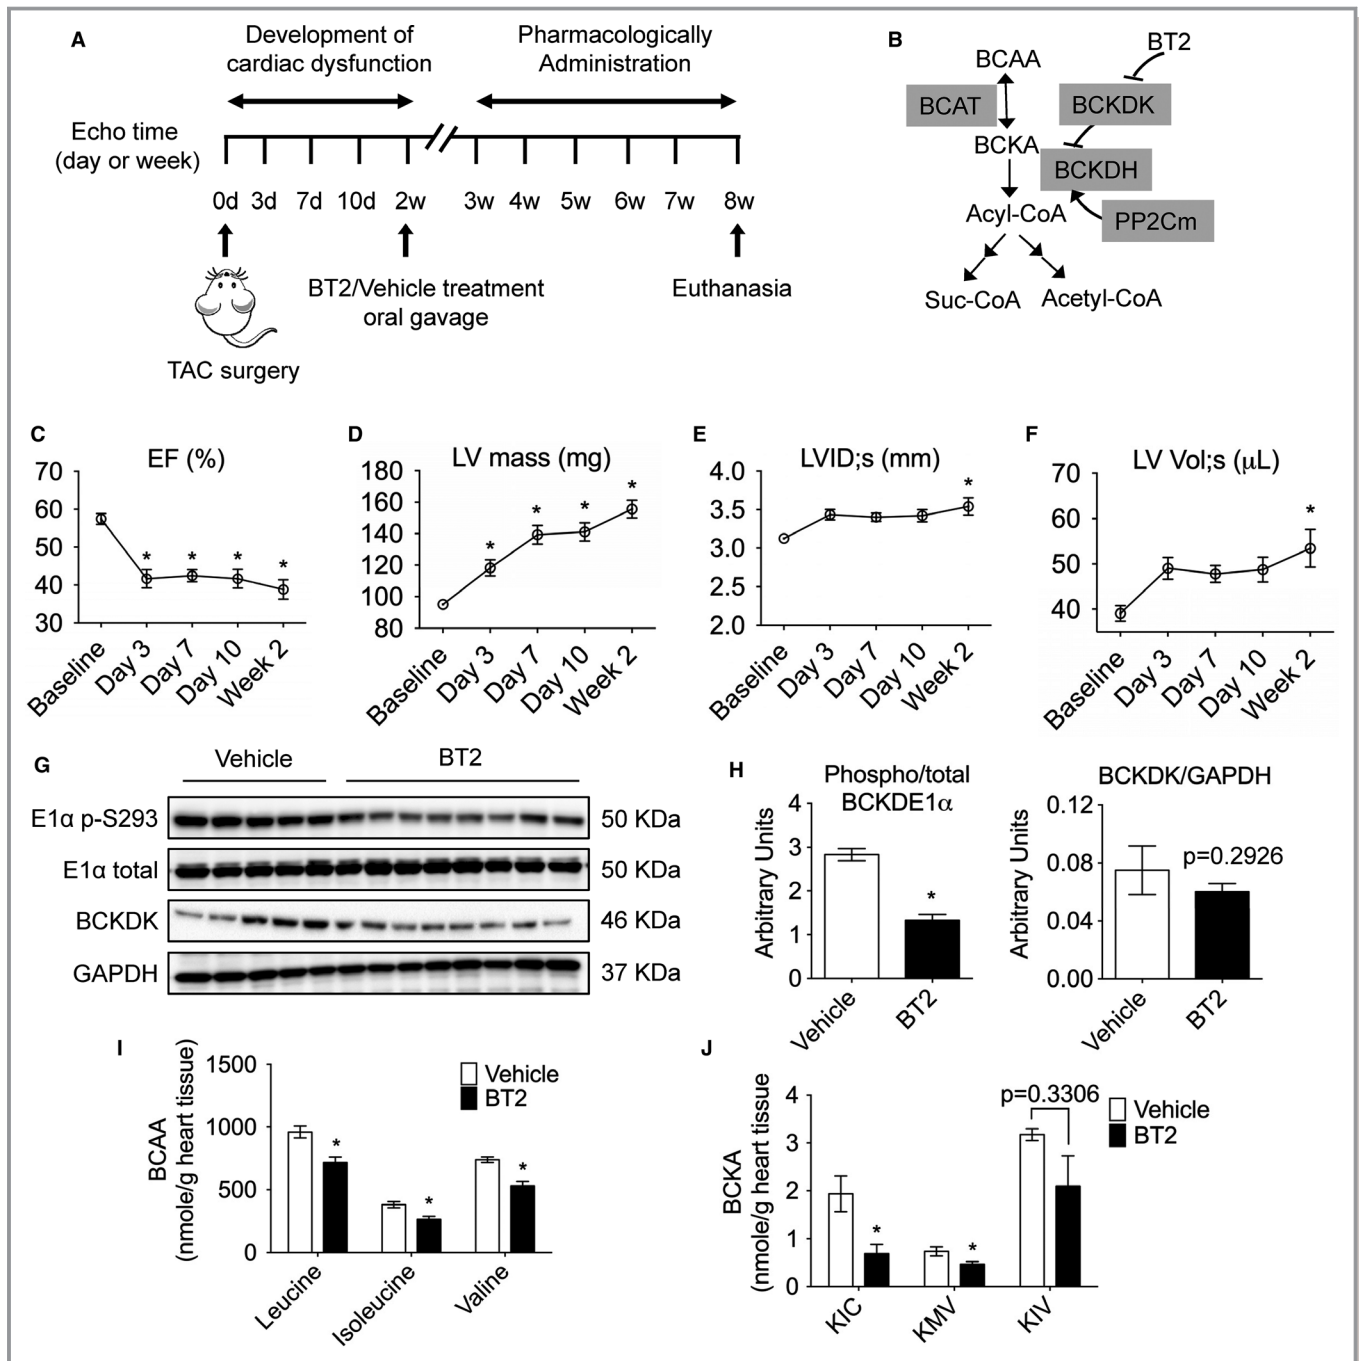 A
Development of
cardiac dysfunction
Pharmacologically
Administration
Echo time
(day or week)
0d 3d 7d 10d 2w 3w 4w 5w 6w 7w 8w
BT2/Vehicle treatment
oral gavage
Euthanasia
TAC surgery
B
BCAA
BT2
BCAT
BCKDK
BCKA
BCKDH
Acyl-CoA
PP2Cm
Suc-CoA
Acetyl-CoA
C
EF (%)
70
60
50
40
30
* * * *
Baseline
Day 3
Day 7
Day 10
Week 2
D
LV mass (mg)
180
160
140
120
100
80
* * * *
Baseline
Day 3
Day 7
Day 10
Week 2
E
LVID;s (mm)
4.0
3.5
3.0
2.5
2.0
*
Baseline
Day 3
Day 7
Day 10
Week 2
F
LV Vol;s (µL)
70
60
50
40
*
Baseline
Day 3
Day 7
Day 10
Week 2
G
Vehicle
BT2
E1α p-S293
50 KDa
E1α total
50 KDa
BCKDK
46 KDa
GAPDH
37 KDa
H
Phospho/total
BCKDE1α
Arbitrary Units
4
3
2
1
0
*
Vehicle
BT2
BCKDK/GAPDH
Arbitrary Units
0.12
0.08
0.04
0.00
p=0.2926
Vehicle
BT2
I
BCAA
(nmole/g heart tissue)
1500
1000
500
0
Vehicle
BT2
* * *
Leucine
Isoleucine
Valine
J
BCKA
(nmole/g heart tissue
4
3
2
1
0
p=0.3306
Vehicle
BT2
* *
KIC
KMV
KIV